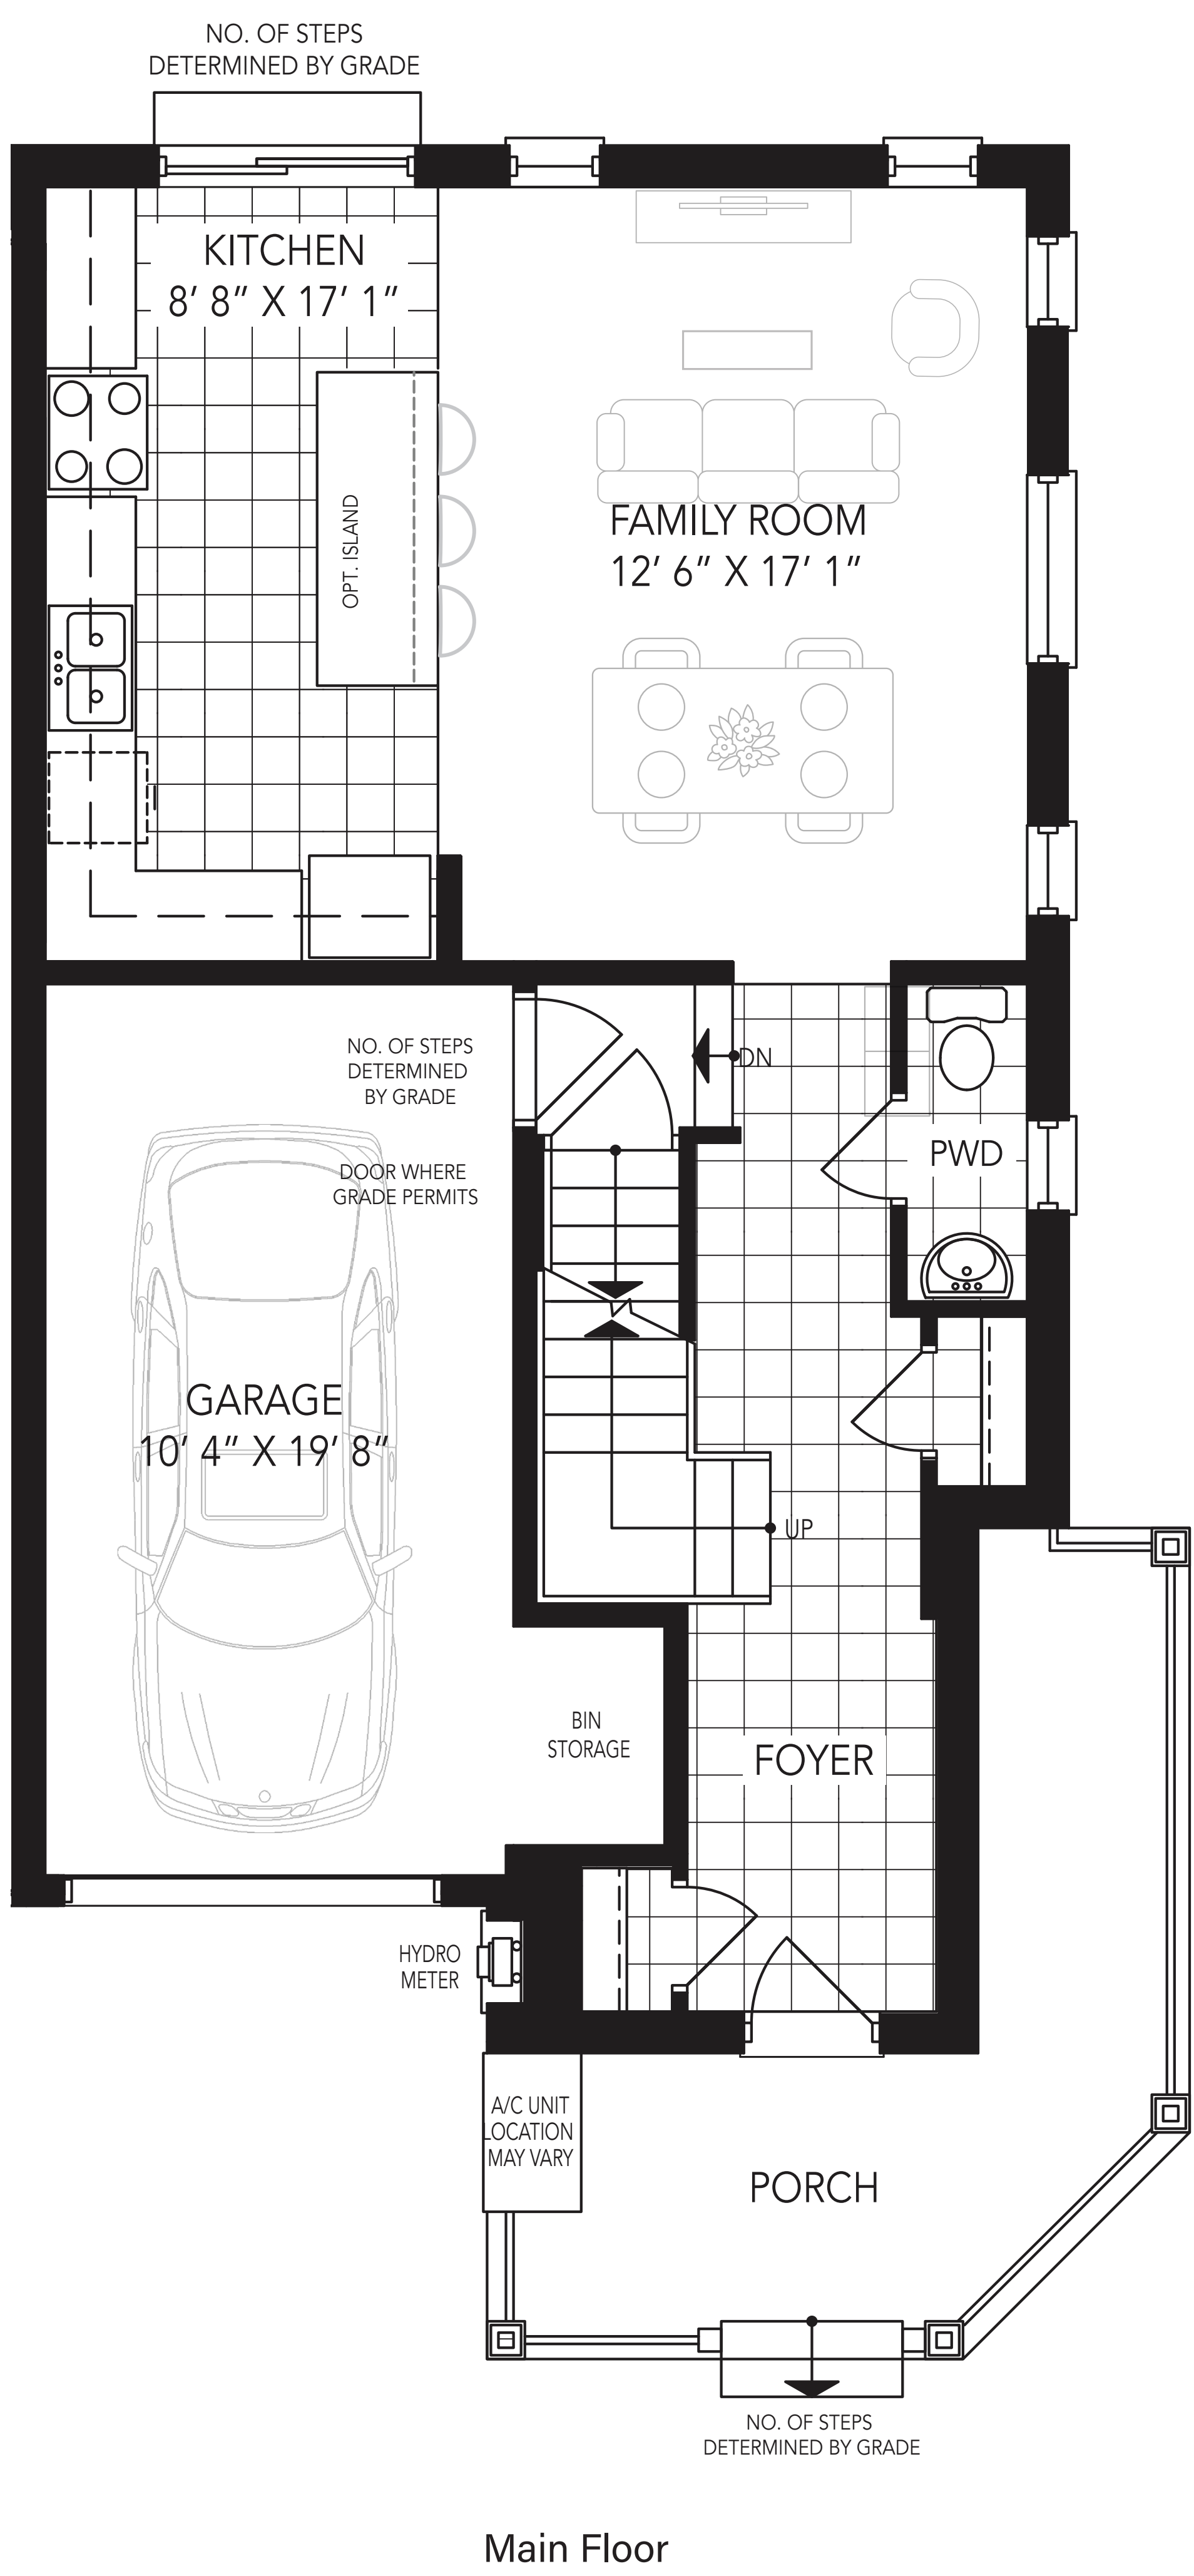 NO. OF STEPS
DETERMINED BY GRADE
KITCHEN
8’ 8” X 17’ 1”
OPT. ISLAND
FAMILY ROOM
12’ 6” X 17’ 1”
NO. OF STEPS
DETERMINED
BY GRADE
DN
DOOR WHERE
GRADE PERMITS
PWD
GARAGE
10’ 4” X 19’ 8”
UP
BIN
STORAGE
FOYER
HYDRO
METER
A/C UNIT
LOCATION
MAY VARY
PORCH
NO. OF STEPS
DETERMINED BY GRADE
Main Floor